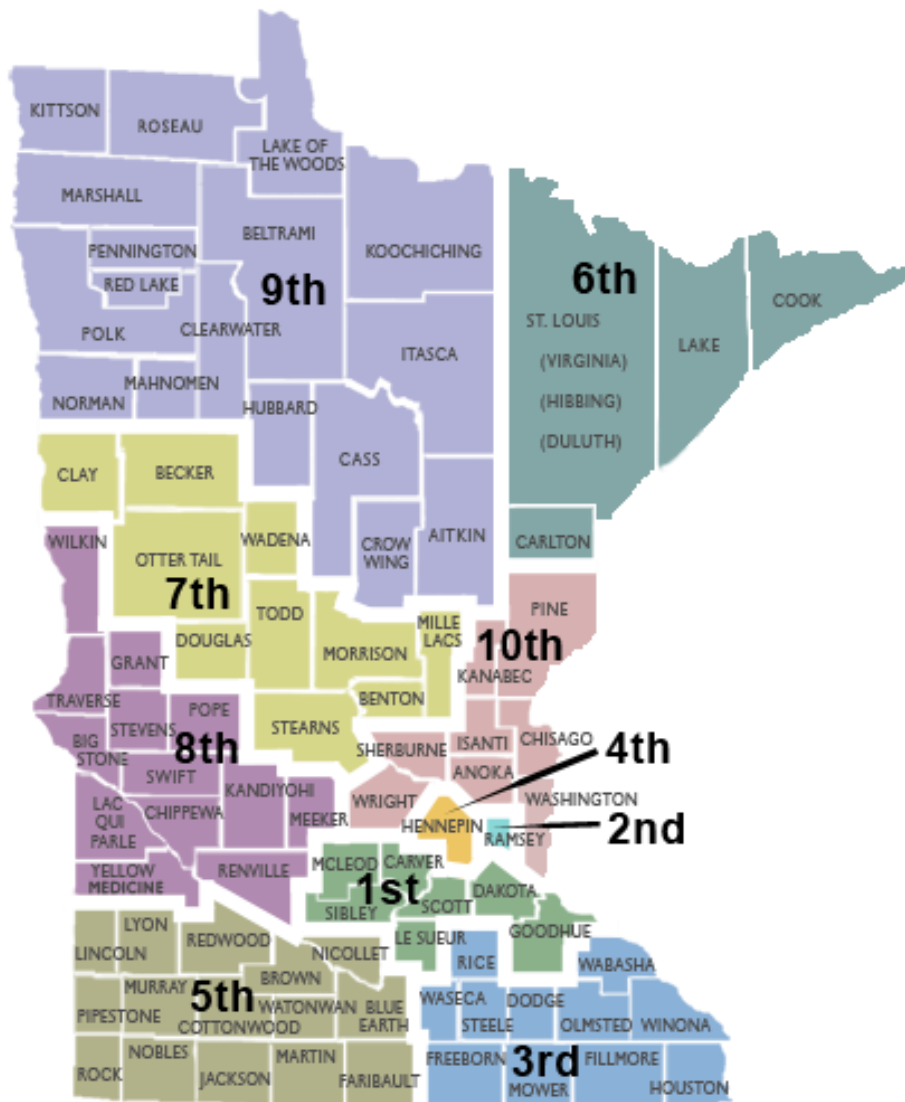 KITTSON
ROSEAU
LAKE OF
THE WOODS
MARSHALL
BELTRAMI
KOOCHICHING
PENNINGTON
RED LAKE
9th
6th
COOK
POLK
CLEARWATER
ST. LOUIS
LAKE
ITASCA
(VIRGINIA)
MAHNOMEN
NORMAN
HUBBARD
(HIBBING)
(DULUTH)
CLAY
BECKER
CASS
WILKIN
WADENA
CROW
WING
AITKIN
CARLTON
OTTER TAIL
7th
TODD
MILLE
LACS
PINE
DOUGLAS
MORRISON
10th
GRANT
KANABEC
TRAVERSE
POPE
BENTON
STEVENS
STEARNS
8th
BIG
STONE
SHERBURNE
ISANTI
CHISAGO
4th
SWIFT
ANOKA
KANDIYOHI
LAC
QUI
PARLE
CHIPPEWA
MEEKER
WRIGHT
WASHINGTON
HENNEPIN
RAMSEY
2nd
YELLOW
MEDICINE
RENVILLE
MCLEOD
CARVER
1st
DAKOTA
SIBLEY
SCOTT
LYON
LINCOLN
REDWOOD
NICOLLET
LE SUEUR
GOODHUE
RICE
WABASHA
BROWN
MURRAY
5th
PIPESTONE
WATONWAN
BLUE
EARTH
WASECA
DODGE
COTTONWOOD
STEELE
OLMSTED
WINONA
ROCK
NOBLES
JACKSON
MARTIN
FARIBAULT
FREEBORN
3rd
FILLMORE
MOWER
HOUSTON